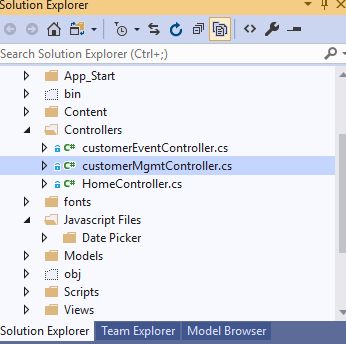 Solution Explorer
Search Solution Explorer (Ctrl+;)
App_Start
bin
Content
Controllers
C# customerEventController.cs
C# customerMgmtController.cs
C# HomeController.cs
fonts
Javascript Files
Date Picker
Models
obj
Scripts
Views
Solution Explorer Team Explorer Model Browser